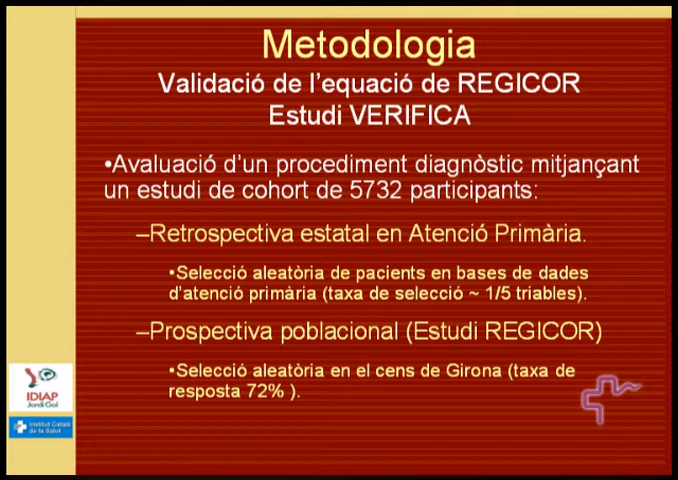 Metodologia
Validació de l'equació de REGICOR
Estudi VERIFICA
•Avaluació d'un procediment diagnòstic mitjançant
un estudi de cohort de 5732 participants:
–Retrospectiva estatal en Atenció Primària.
•Selecció aleatòria de pacients en bases de dades
d'atenció primària (taxa de selecció ~ 1/5 triables).
–Prospectiva poblacional (Estudi REGICOR)
•Selecció aleatòria en el cens de Girona (taxa de
resposta 72% ).
IDIAP
Jordi Gol
Institut Català
de la Salut